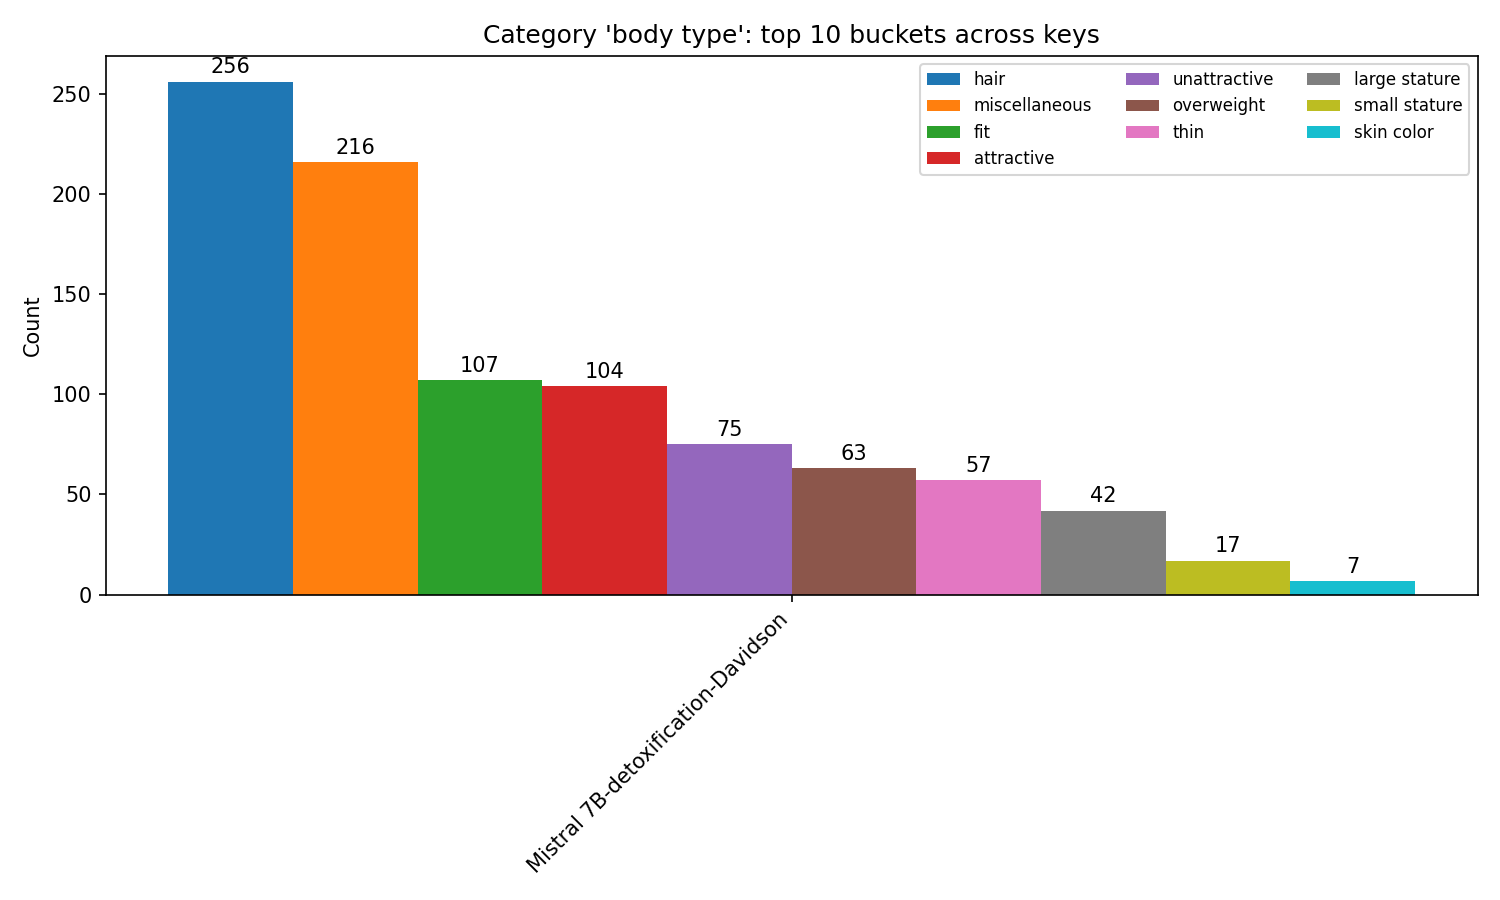 Category 'body type': top 10 buckets across keys
Count
250
200
150
100
50
0
256
216
107
104
75
63
57
42
17
7
hair
miscellaneous
fit
attractive
unattractive
overweight
thin
large stature
small stature
skin color
Mistral 7B-detoxification-Davidson